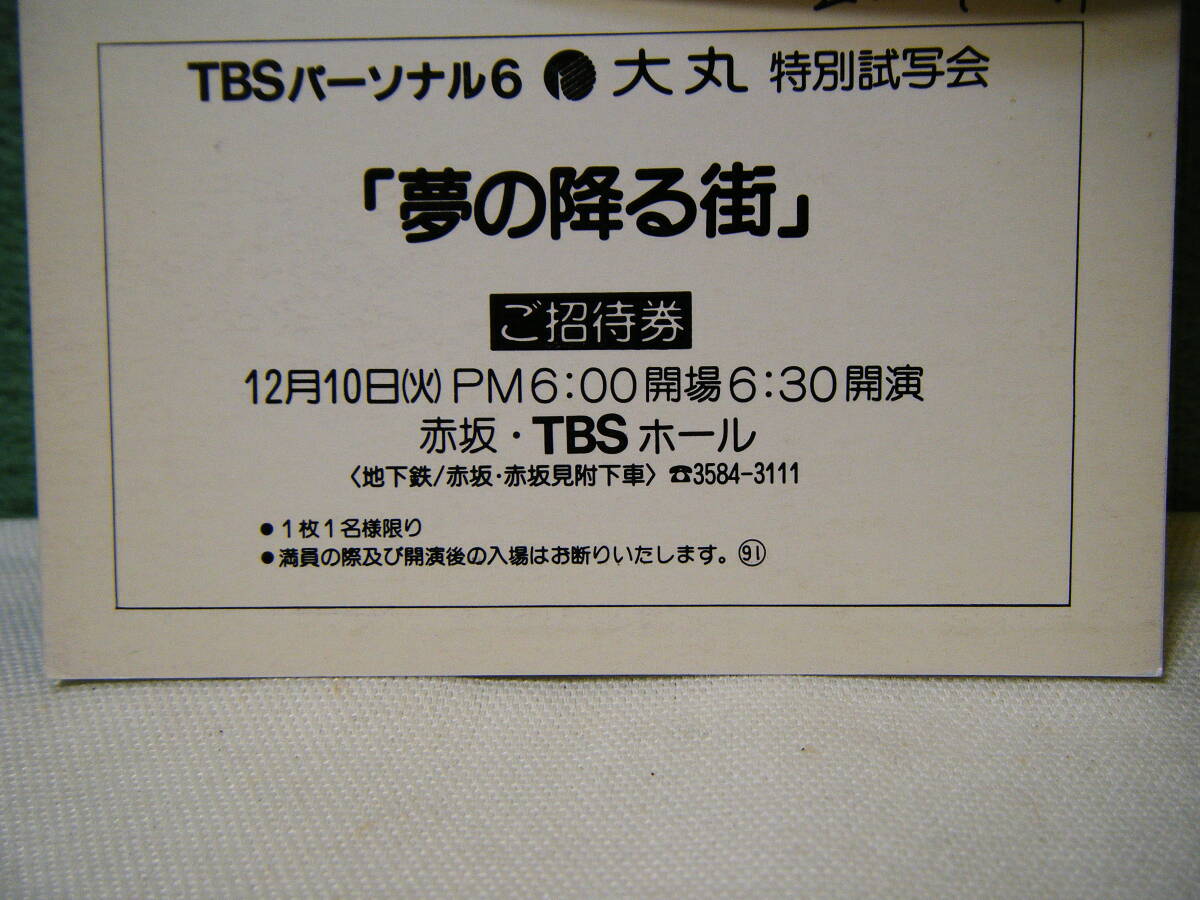 TBSパーソナル6 大丸 特別試写会
「夢の降る街」
ご招待券
12月10日(火)PM6:00開場6:30開演
赤坂・TBSホール
〈地下鉄/赤坂・赤坂見附下車〉☎3584-3111
●1枚1名様限り
●満員の際及び開演後の入場はお断りいたします。91